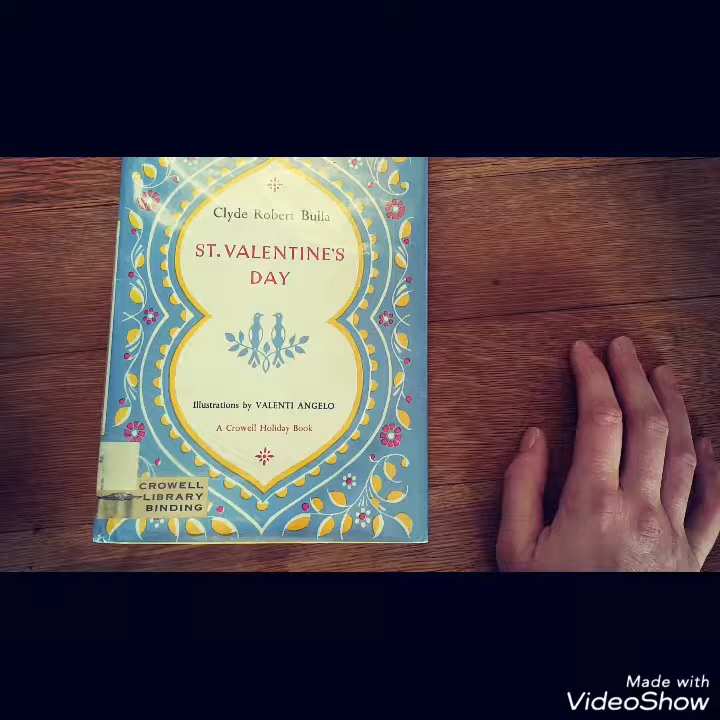 Clyde Robert Bulla
ST. VALENTINE'S
DAY
Illustrations by VALENTI ANGELO
A Crowell Holiday Book
CROWELL
LIBRARY
BINDING
Made with
VideoShow